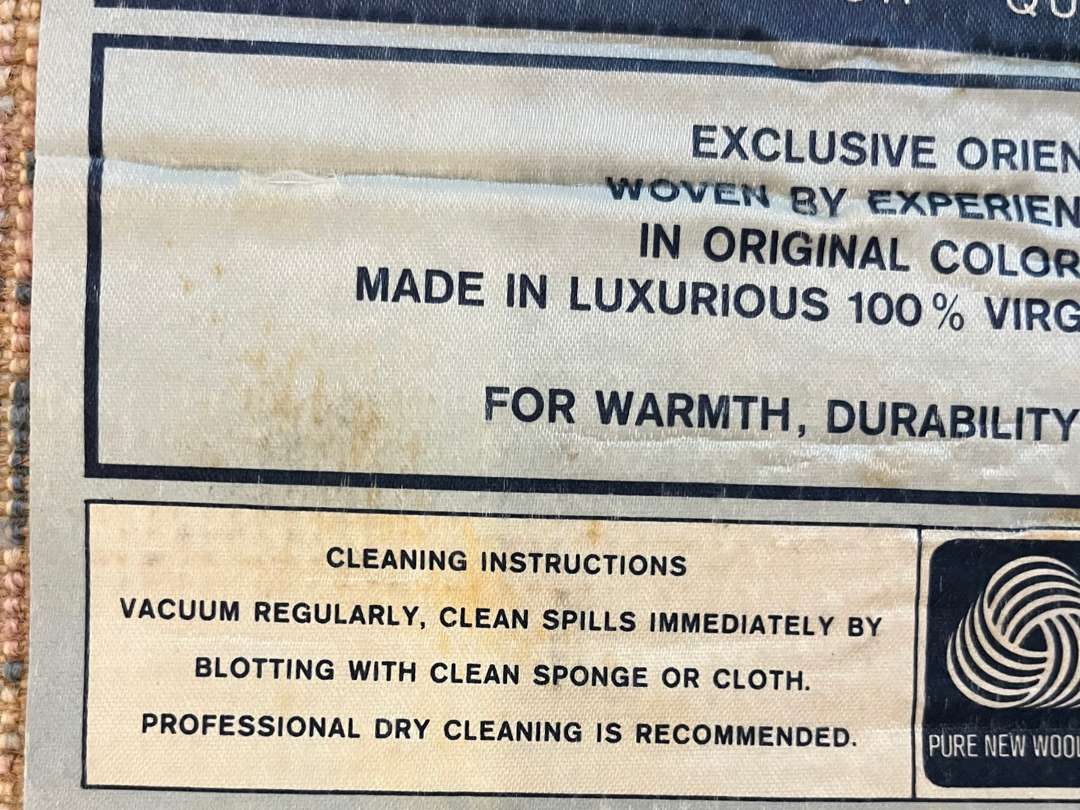 EXCLUSIVE ORIEN
WOVEN BY EXPERIEN
IN ORIGINAL COLOR
MADE IN LUXURIOUS 100% VIRG
FOR WARMTH, DURABILITY
CLEANING INSTRUCTIONS
VACUUM REGULARLY, CLEAN SPILLS IMMEDIATELY BY
BLOTTING WITH CLEAN SPONGE OR CLOTH.
PROFESSIONAL DRY CLEANING IS RECOMMENDED.
PURE NEW WOOL